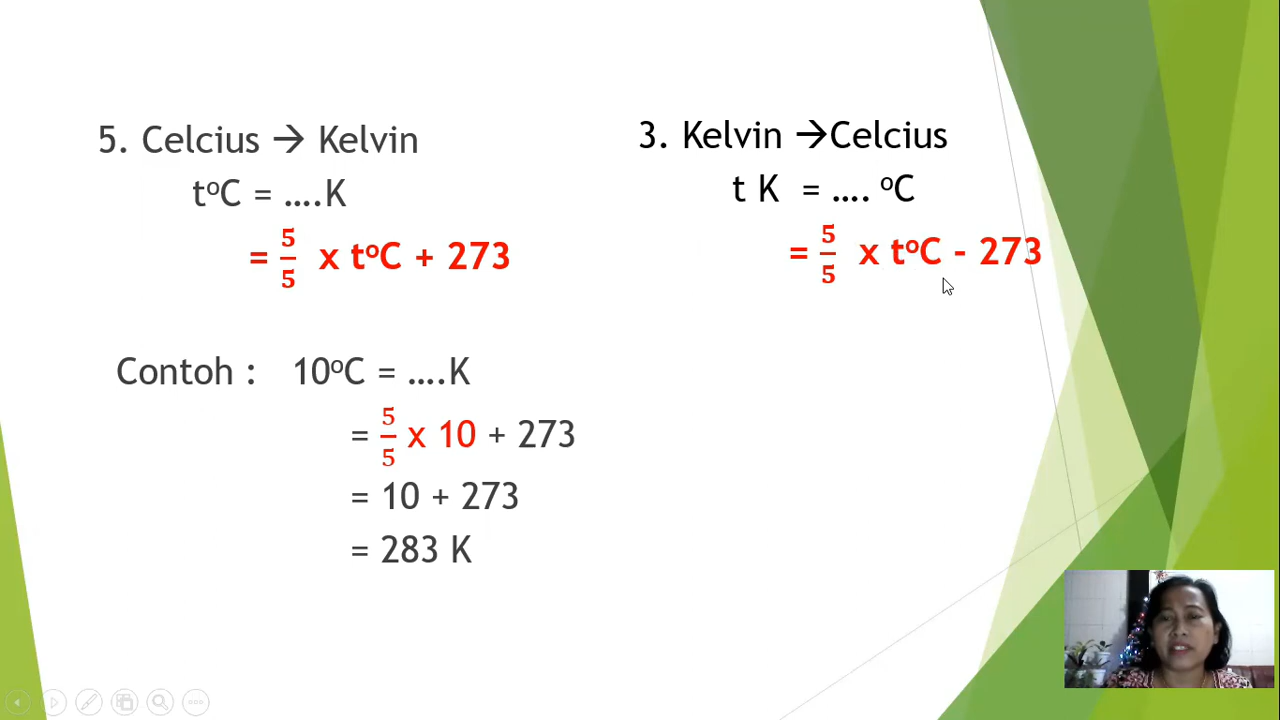 5. Celcius → Kelvin
t°C = ....K
= 5/5 x t°C + 273
Contoh : 10°C = ....K
= 5/5 x 10 + 273
= 10 + 273
= 283 K
3. Kelvin →Celcius
t K = .... °C
= 5/5 x t°C - 273